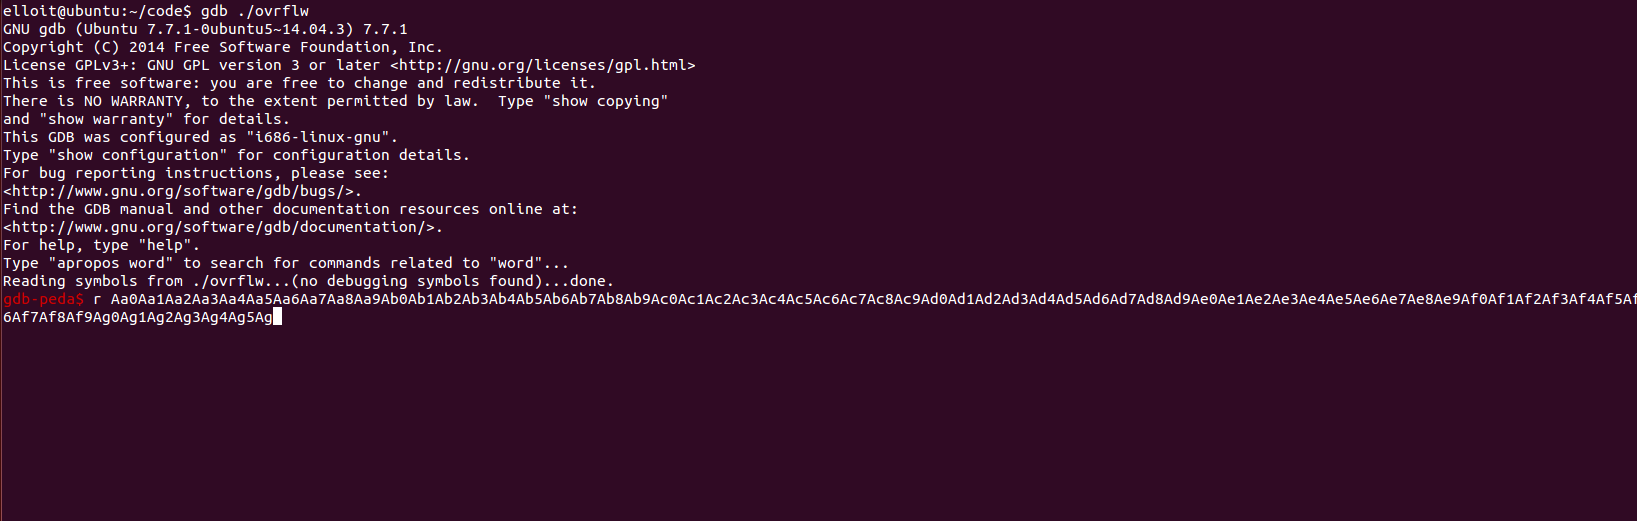 elloit@ubuntu:~/code$ gdb ./ovrflw
GNU gdb (Ubuntu 7.7.1-0ubuntu5~14.04.3) 7.7.1
Copyright (C) 2014 Free Software Foundation, Inc.
License GPLv3+: GNU GPL version 3 or later <http://gnu.org/licenses/gpl.html>
This is free software: you are free to change and redistribute it.
There is NO WARRANTY, to the extent permitted by law.  Type "show copying"
and "show warranty" for details.
This GDB was configured as "i686-linux-gnu".
Type "show configuration" for configuration details.
For bug reporting instructions, please see:
<http://www.gnu.org/software/gdb/bugs/>.
Find the GDB manual and other documentation resources online at:
<http://www.gnu.org/software/gdb/documentation/>.
For help, type "help".
Type "apropos word" to search for commands related to "word"...
Reading symbols from ./ovrflw...(no debugging symbols found)...done.
gdb-peda$ r Aa0Aa1Aa2Aa3Aa4Aa5Aa6Aa7Aa8Aa9Ab0Ab1Ab2Ab3Ab4Ab5Ab6Ab7Ab8Ab9Ac0Ac1Ac2Ac3Ac4Ac5Ac6Ac7Ac8Ac9Ad0Ad1Ad2Ad3Ad4Ad5Ad6Ad7Ad8Ad9Ae0Ae1Ae2Ae3Ae4Ae5Ae6Ae7Ae8Ae9Af0Af1Af2Af3Af4Af5Af
6Af7Af8Af9Ag0Ag1Ag2Ag3Ag4Ag5Ag